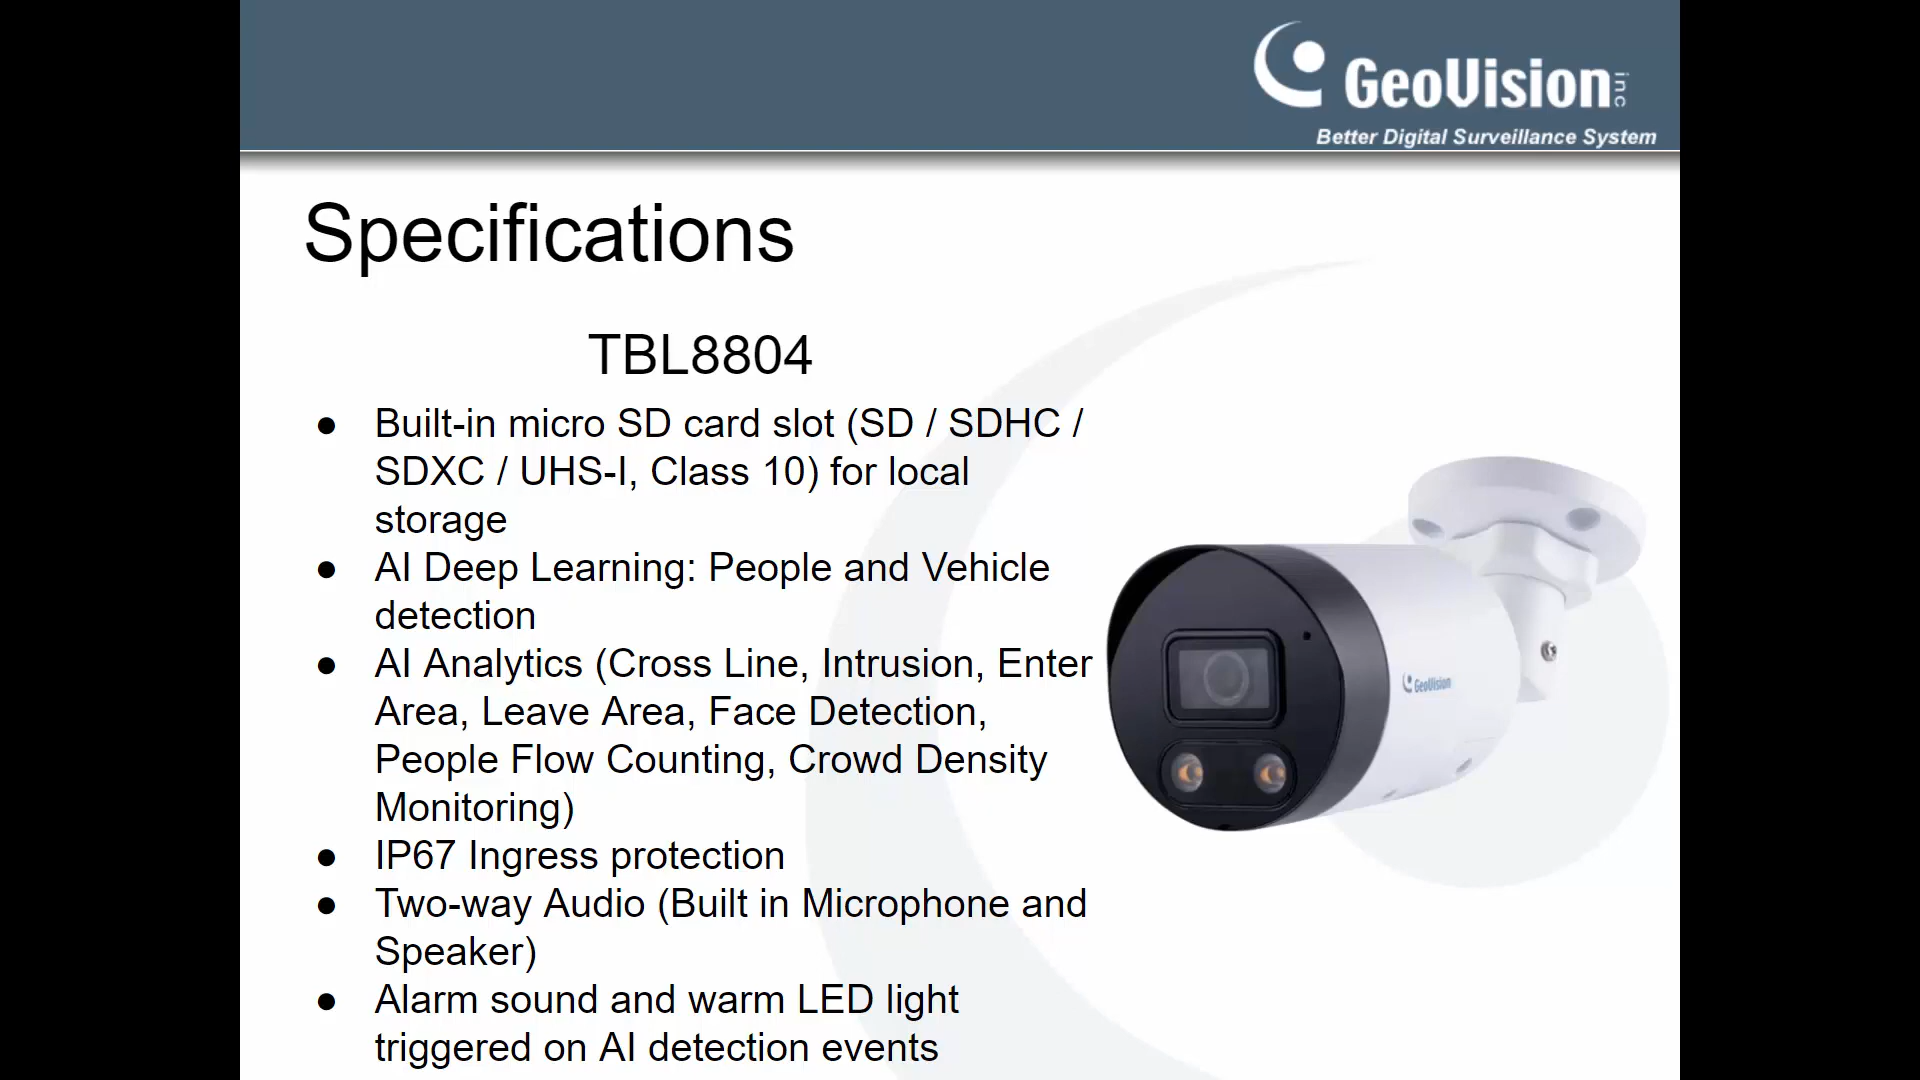 GeoVision inc
Better Digital Surveillance System
Specifications
TBL8804
● Built-in micro SD card slot (SD / SDHC /
SDXC / UHS-I, Class 10) for local
storage
● AI Deep Learning: People and Vehicle
detection
● AI Analytics (Cross Line, Intrusion, Enter
Area, Leave Area, Face Detection,
People Flow Counting, Crowd Density
Monitoring)
● IP67 Ingress protection
● Two-way Audio (Built in Microphone and
Speaker)
● Alarm sound and warm LED light
triggered on AI detection events
GeoVision